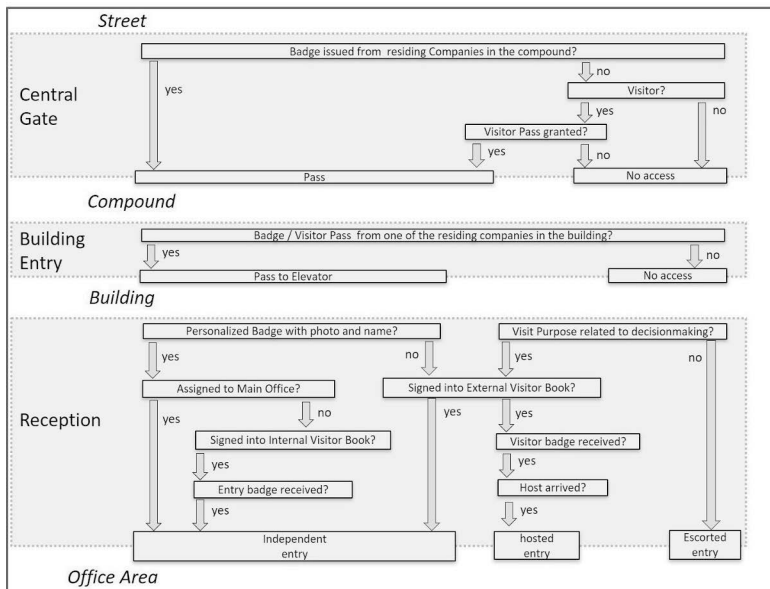 Street
Badge issued from residing Companies in the compound?
yes
no
Central
Gate
Visitor?
yes
no
Visitor Pass granted?
yes
no
Pass
No access
Compound
Building
Entry
Badge / Visitor Pass from one of the residing companies in the building?
yes
no
Pass to Elevator
No access
Building
Personalized Badge with photo and name?
Visit Purpose related to decisionmaking?
yes
no
yes
no
Assigned to Main Office?
Signed into External Visitor Book?
Reception
yes
no
yes
yes
Signed into Internal Visitor Book?
Visitor badge received?
yes
yes
Entry badge received?
Host arrived?
yes
yes
Independent
entry
hosted
entry
Escorted
entry
Office Area